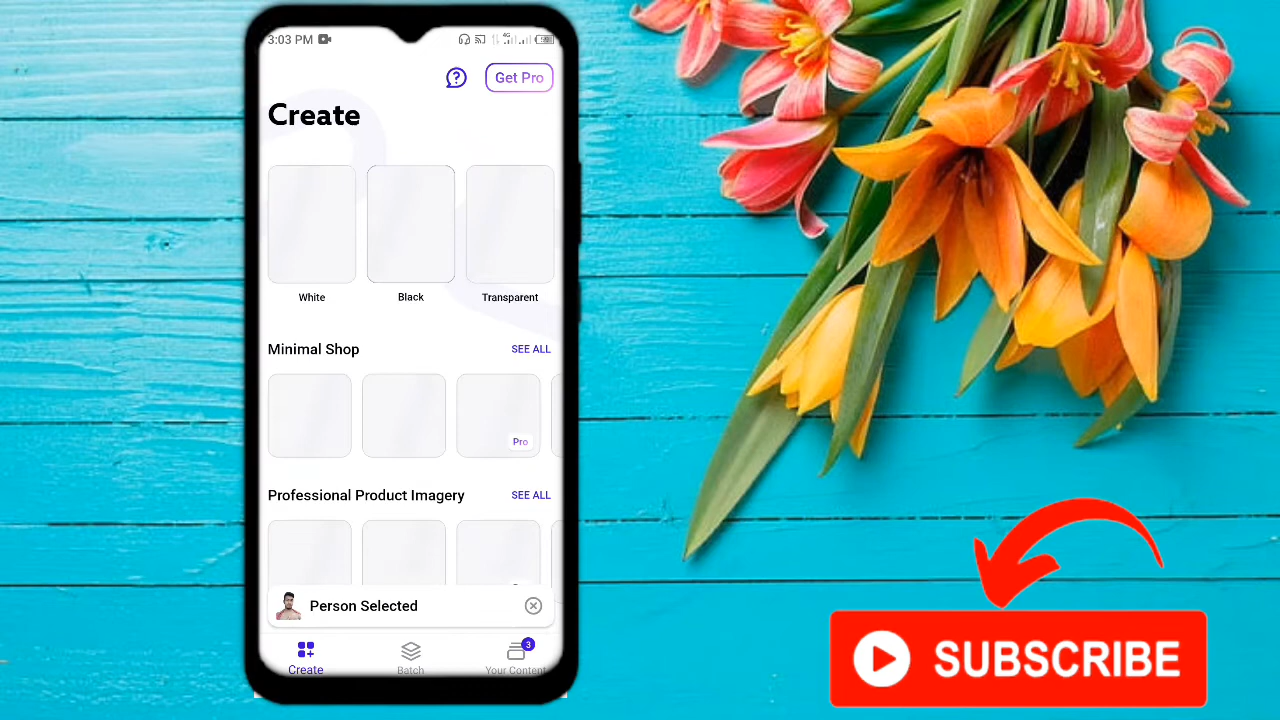 3:03 PM
Get Pro
Create
White
Black
Transparent
Minimal Shop
SEE ALL
Pro
Professional Product Imagery
SEE ALL
Person Selected
3
Create
Batch
Your Content
SUBSCRIBE